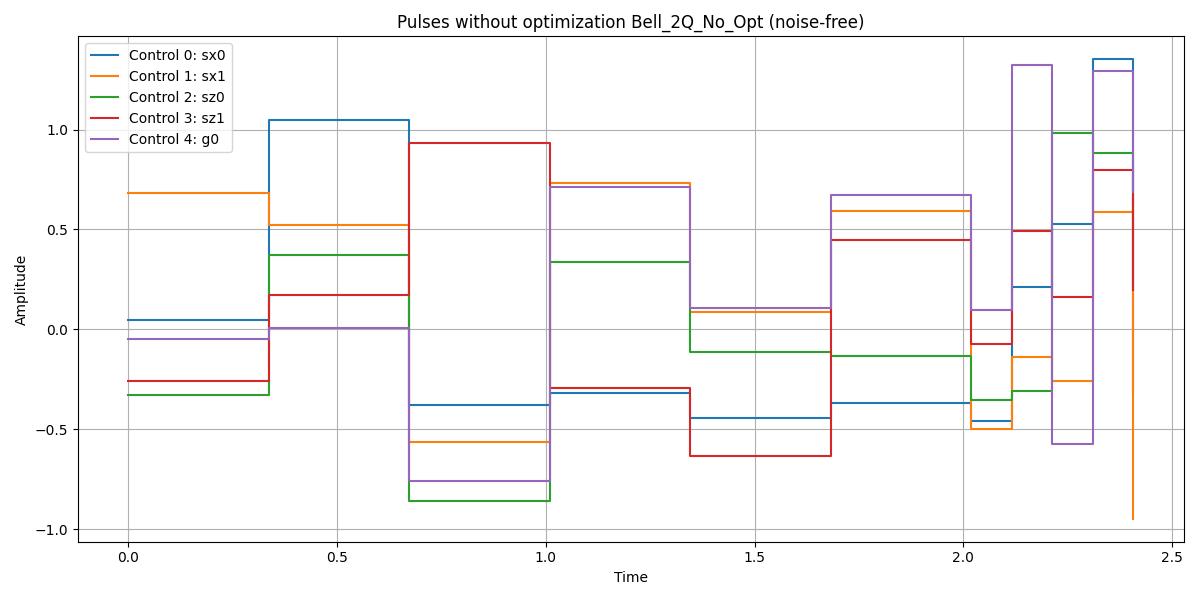 Pulses without optimization Bell_2Q_No_Opt (noise-free)
Control 0: sx0
Control 1: sx1
Control 2: sz0
Control 3: sz1
Control 4: g0
Amplitude
1.0
0.5
0.0
−0.5
−1.0
0.0 0.5 1.0 1.5 2.0 2.5
Time